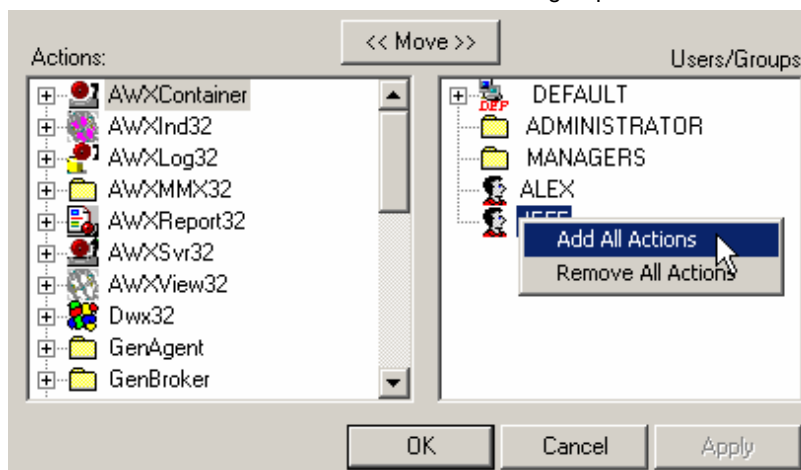 << Move >>
Actions:
Users/Groups
AWXContainer
AWXInd32
AWXLog32
AWXMMX32
AWXReport32
AWXSvr32
AWXView32
Dwx32
GenAgent
GenBroker
DEFAULT
DEF
ADMINISTRATOR
MANAGERS
ALEX
Add All Actions
Remove All Actions
OK
Cancel
Apply